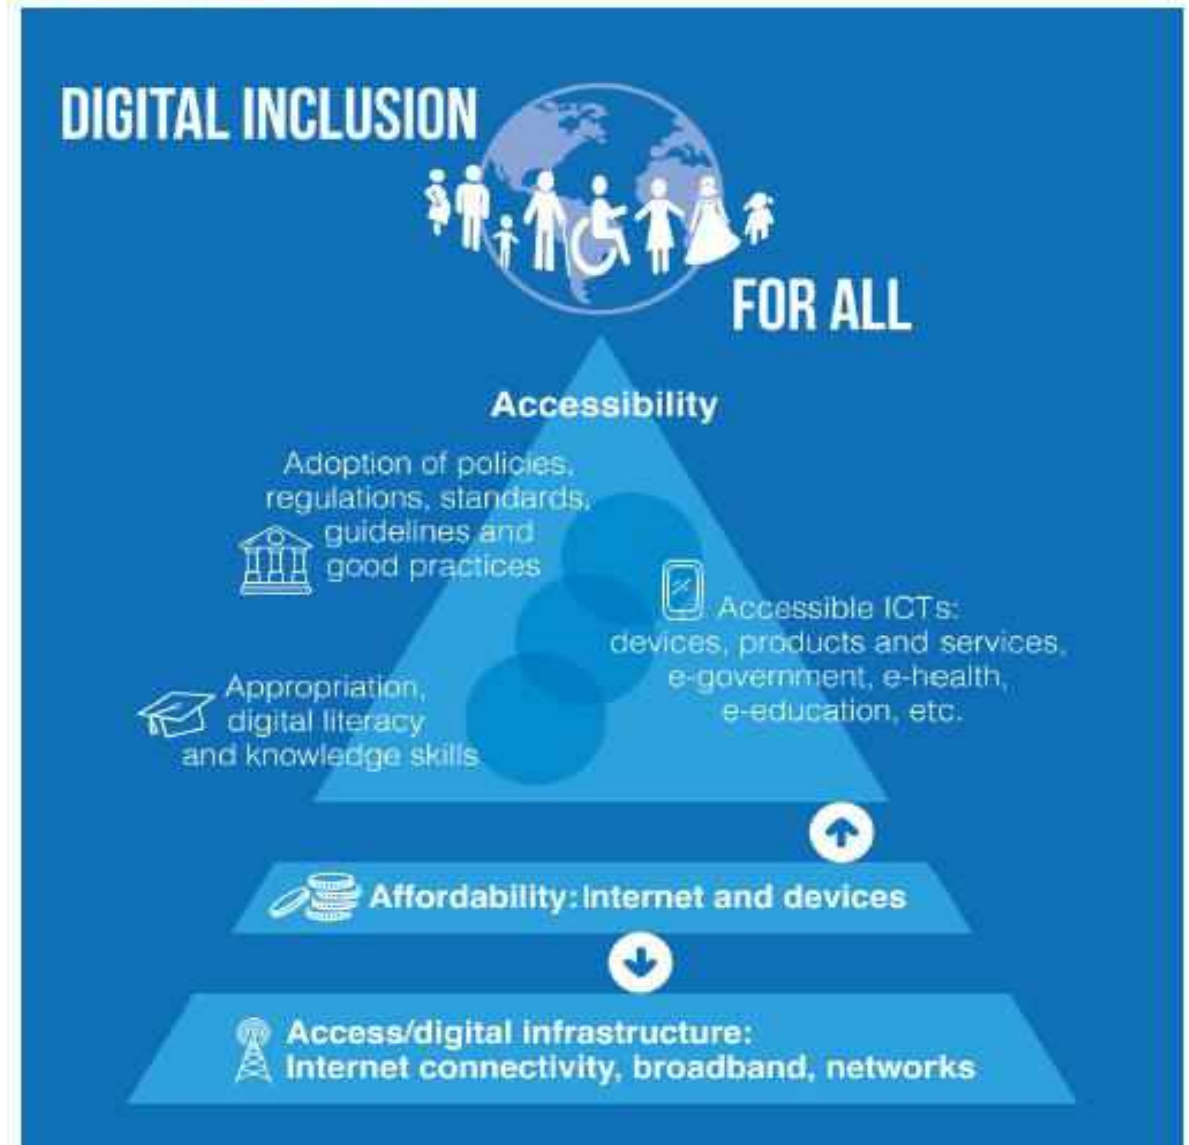 DIGITAL INCLUSION
FOR ALL
Accessibility
Adoption of policies,
regulations, standards,
guidelines and
good practices
Accessible ICTs:
devices, products and services,
e-government, e-health,
e-education, etc.
Appropriation,
digital literacy
and knowledge skills
Affordability: Internet and devices
Access/digital infrastructure:
Internet connectivity, broadband, networks